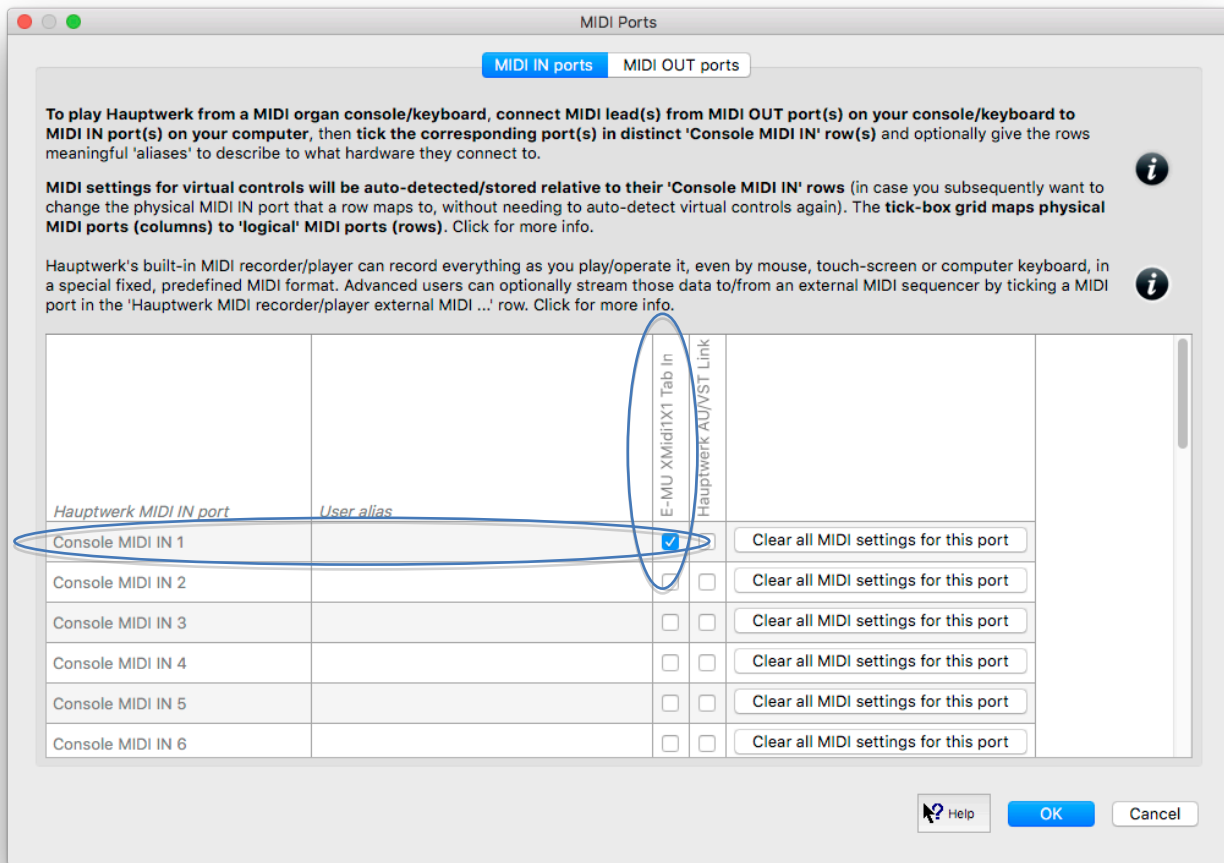 MIDI Ports
MIDI IN ports
MIDI OUT ports
To play Hauptwerk from a MIDI organ console/keyboard, connect MIDI lead(s) from MIDI OUT port(s) on your console/keyboard to
MIDI IN port(s) on your computer, then tick the corresponding port(s) in distinct 'Console MIDI IN' row(s) and optionally give the rows
meaningful 'aliases' to describe to what hardware they connect to.
MIDI settings for virtual controls will be auto-detected/stored relative to their 'Console MIDI IN' rows (in case you subsequently want to
change the physical MIDI IN port that a row maps to, without needing to auto-detect virtual controls again). The tick-box grid maps physical
MIDI ports (columns) to 'logical' MIDI ports (rows). Click for more info.
Hauptwerk's built-in MIDI recorder/player can record everything as you play/operate it, even by mouse, touch-screen or computer keyboard, in
a special fixed, predefined MIDI format. Advanced users can optionally stream those data to/from an external MIDI sequencer by ticking a MIDI
port in the 'Hauptwerk MIDI recorder/player external MIDI ...' row. Click for more info.
Hauptwerk MIDI IN port
User alias
E-MU XMidi1X1 Tab In
Hauptwerk AU/VST Link
Console MIDI IN 1
Clear all MIDI settings for this port
Console MIDI IN 2
Clear all MIDI settings for this port
Console MIDI IN 3
Clear all MIDI settings for this port
Console MIDI IN 4
Clear all MIDI settings for this port
Console MIDI IN 5
Clear all MIDI settings for this port
Console MIDI IN 6
Clear all MIDI settings for this port
Help
OK
Cancel